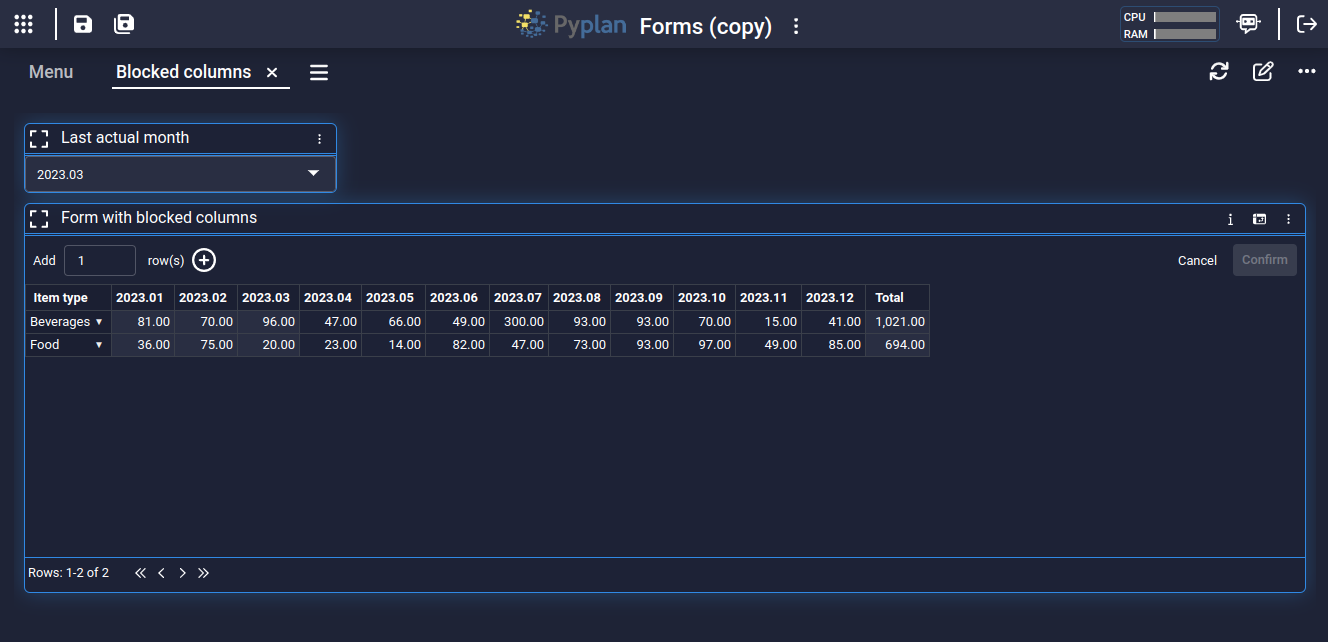 Pyplan Forms (copy)
CPU
RAM
Menu Blocked columns
Last actual month
2023.03
Form with blocked columns
Add 1 row(s) Cancel Confirm
Item type 2023.01 2023.02 2023.03 2023.04 2023.05 2023.06 2023.07 2023.08 2023.09 2023.10 2023.11 2023.12 Total
Beverages 81.00 70.00 96.00 47.00 66.00 49.00 300.00 93.00 93.00 70.00 15.00 41.00 1,021.00
Food 36.00 75.00 20.00 23.00 14.00 82.00 47.00 73.00 93.00 97.00 49.00 85.00 694.00
Rows: 1-2 of 2